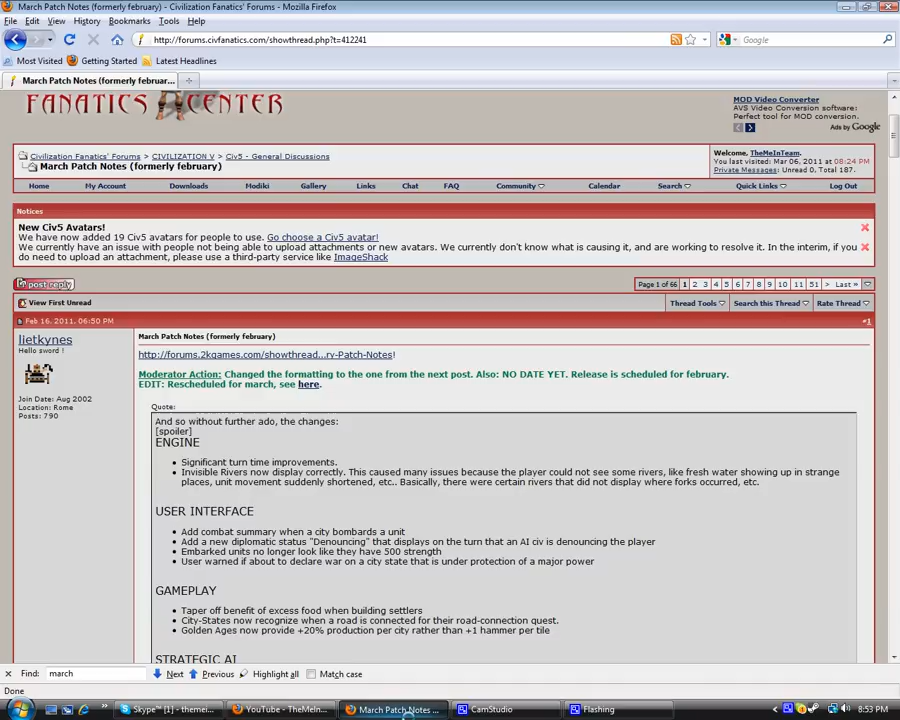 March Patch Notes (formerly february) - Civilization Fanatics' Forums - Mozilla Firefox
File Edit View History Bookmarks Tools Help
http://forums.civfanatics.com/showthread.php?t=412241
Google
Most Visited Getting Started Latest Headlines
March Patch Notes (formerly februar...
FANATICS CENTER
MOD Video Converter
AVS Video conversion software:
Perfect tool for MOD conversion.
Ads by Google
Civilization Fanatics' Forums > CIVILIZATION V > Civ5 - General Discussions
March Patch Notes (formerly february)
Welcome, TheMeInTeam.
You last visited: Mar 06, 2011 at 08:24 PM
Private Messages: Unread 0, Total 187.
Home My Account Downloads Modiki Gallery Links Chat FAQ Community Calendar Search Quick Links Log Out
Notices
New Civ5 Avatars!
We have now added 19 Civ5 avatars for people to use. Go choose a Civ5 avatar!
We currently have an issue with people not being able to upload attachments or new avatars. We currently don't know what is causing it, and are working to resolve it. In the interim, if you
do need to upload an attachment, please use a third-party service like ImageShack
post reply
Page 1 of 66 1 2 3 4 5 6 7 8 9 10 11 51 > Last »
View First Unread
Thread Tools Search this Thread Rate Thread
Feb 16, 2011, 06:50 PM
#1
lietkynes
Hello sword !
Join Date: Aug 2002
Location: Rome
Posts: 790
March Patch Notes (formerly february)
http://forums.2kgames.com/showthread...ry-Patch-Notes!
Moderator Action: Changed the formatting to the one from the next post. Also: NO DATE YET. Release is scheduled for february.
EDIT: Rescheduled for march, see here.
Quote:
And so without further ado, the changes:
[spoiler]
ENGINE
• Significant turn time improvements.
• Invisible Rivers now display correctly. This caused many issues because the player could not see some rivers, like fresh water showing up in strange
places, unit movement suddenly shortened, etc.. Basically, there were certain rivers that did not display where forks occurred, etc.
USER INTERFACE
• Add combat summary when a city bombards a unit
• Add a new diplomatic status "Denouncing" that displays on the turn that an AI civ is denouncing the player
• Embarked units no longer look like they have 500 strength
• User warned if about to declare war on a city state that is under protection of a major power
GAMEPLAY
• Taper off benefit of excess food when building settlers
• City-States now recognize when a road is connected for their road-connection quest.
• Golden Ages now provide +20% production per city rather than +1 hammer per tile
STRATEGIC AI
Find: march Next Previous Highlight all Match case
Done
Skype™ [1] - themei... YouTube - TheMeIn... March Patch Notes ... CamStudio Flashing 8:53 PM